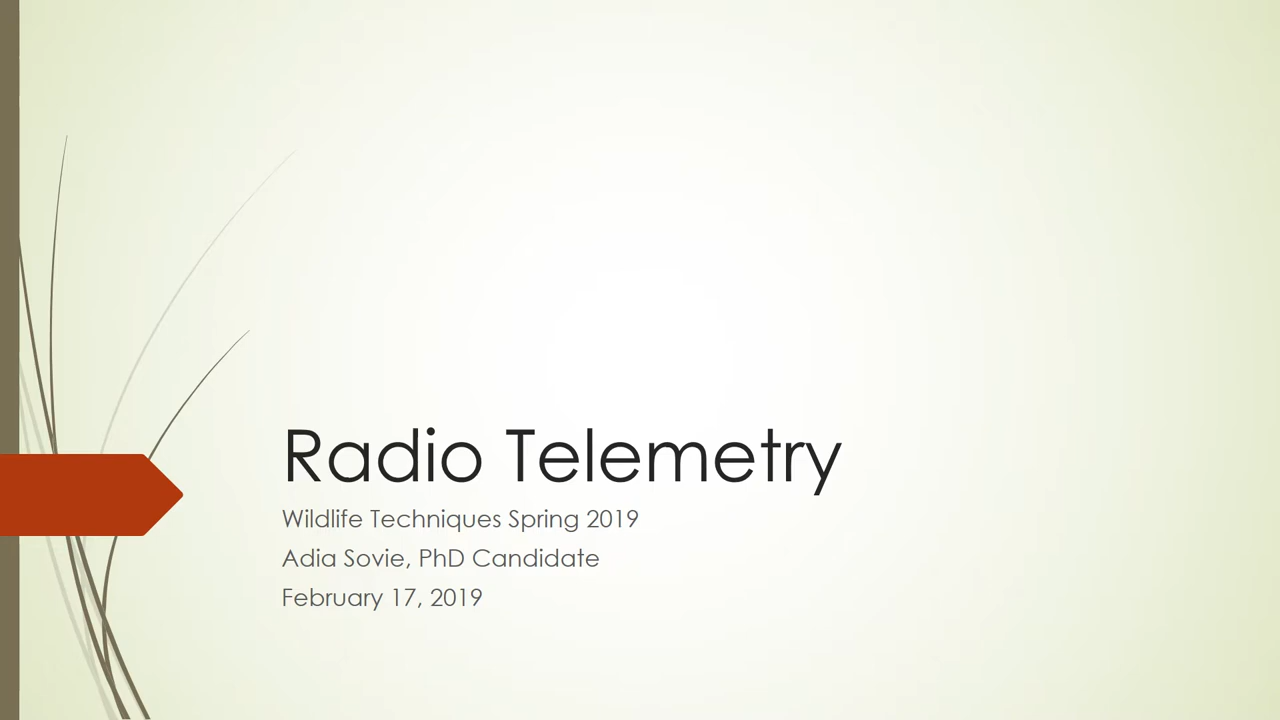 Radio Telemetry
Wildlife Techniques Spring 2019
Adia Sovie, PhD Candidate
February 17, 2019